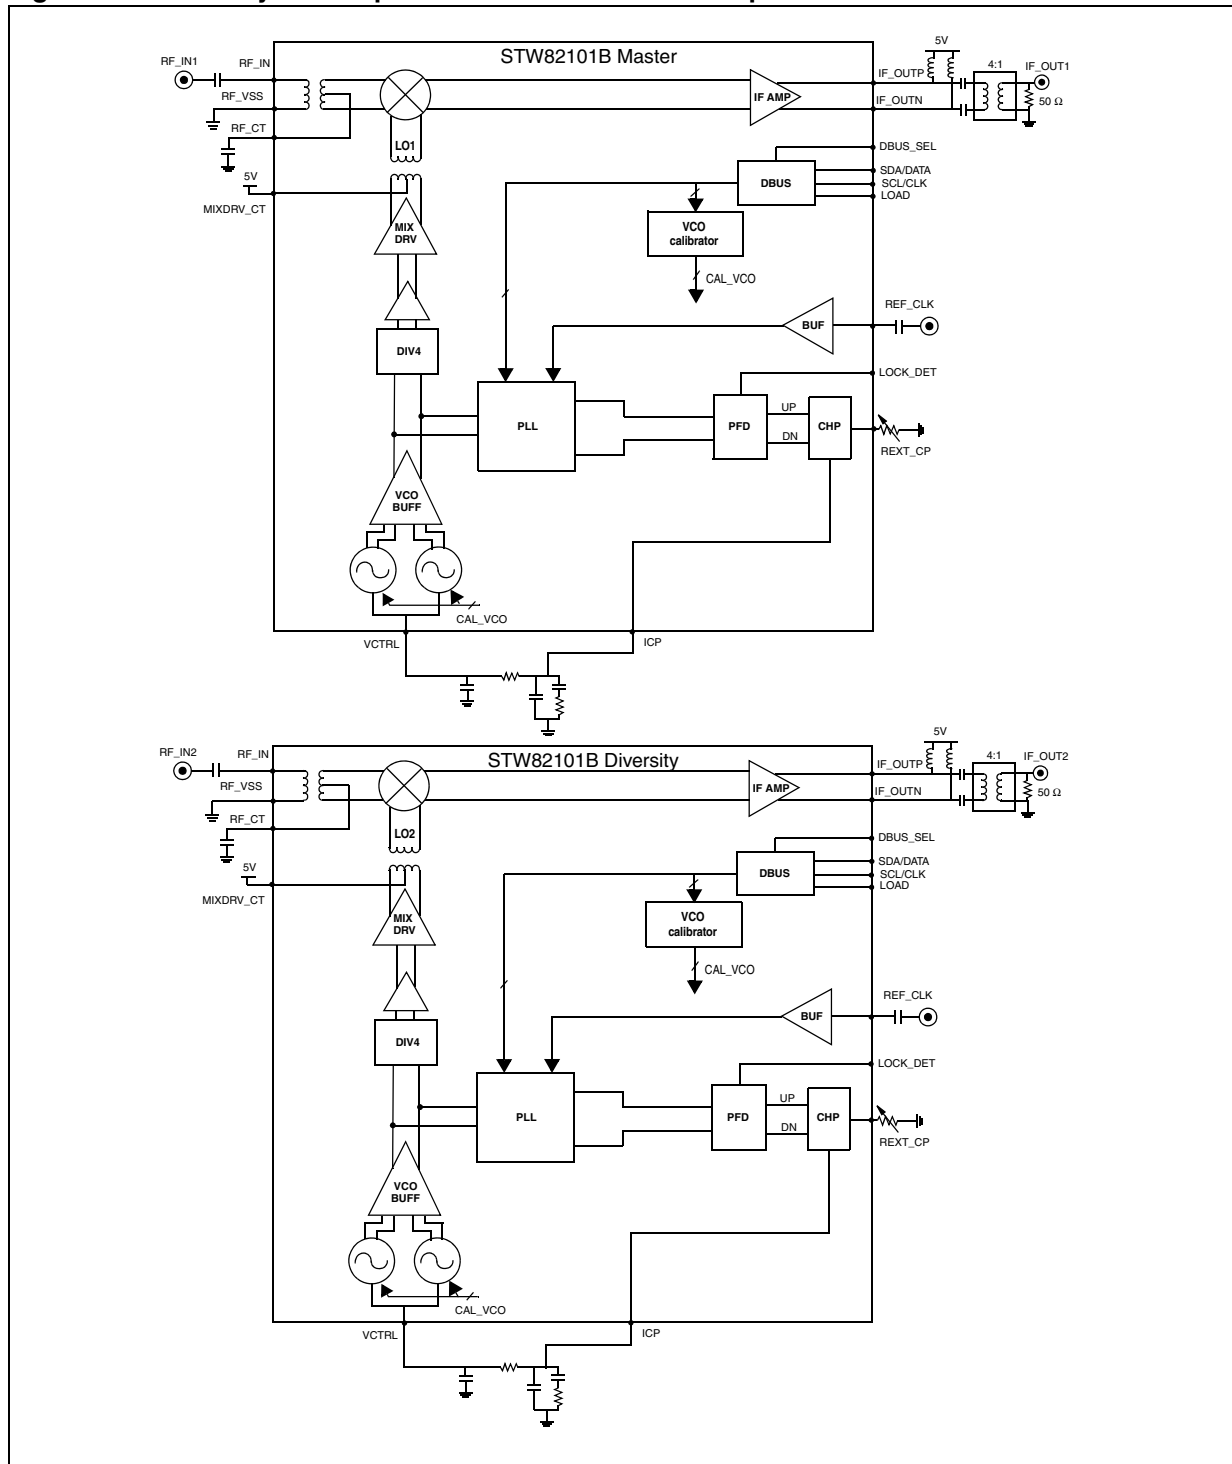 STW82101B Master
5V
RF_IN1
RF_IN
IF_OUTP
4:1
IF_OUT1
IF AMP
RF_VSS
IF_OUTN
50 Ω
RF_CT
LO1
DBUS_SEL
5V
DBUS
SDA/DATA
SCL/CLK
LOAD
MIXDRV_CT
MIX
DRV
VCO
calibrator
CAL_VCO
REF_CLK
BUF
DIV4
LOCK_DET
PLL
PFD
UP
DN
CHP
REXT_CP
VCO
BUFF
CAL_VCO
VCTRL
ICP
STW82101B Diversity
5V
RF_IN2
RF_IN
IF_OUTP
4:1
IF_OUT2
IF AMP
RF_VSS
IF_OUTN
50 Ω
RF_CT
LO2
DBUS_SEL
5V
DBUS
SDA/DATA
SCL/CLK
LOAD
MIXDRV_CT
MIX
DRV
VCO
calibrator
CAL_VCO
REF_CLK
BUF
DIV4
LOCK_DET
PLL
PFD
UP
DN
CHP
REXT_CP
VCO
BUFF
CAL_VCO
VCTRL
ICP